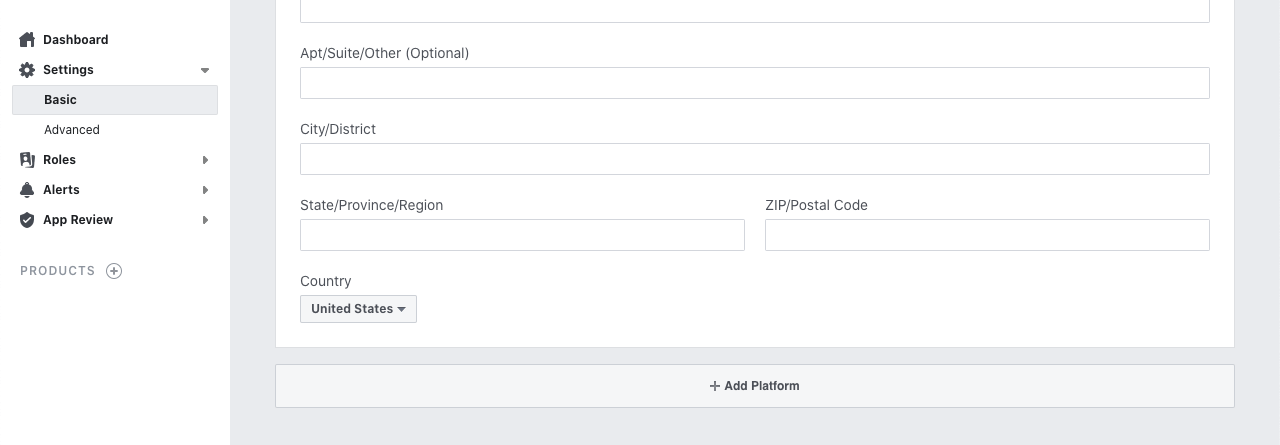 Dashboard
Settings
Basic
Advanced
Roles
Alerts
App Review
PRODUCTS
Apt/Suite/Other (Optional)
City/District
State/Province/Region
ZIP/Postal Code
Country
United States
Add Platform